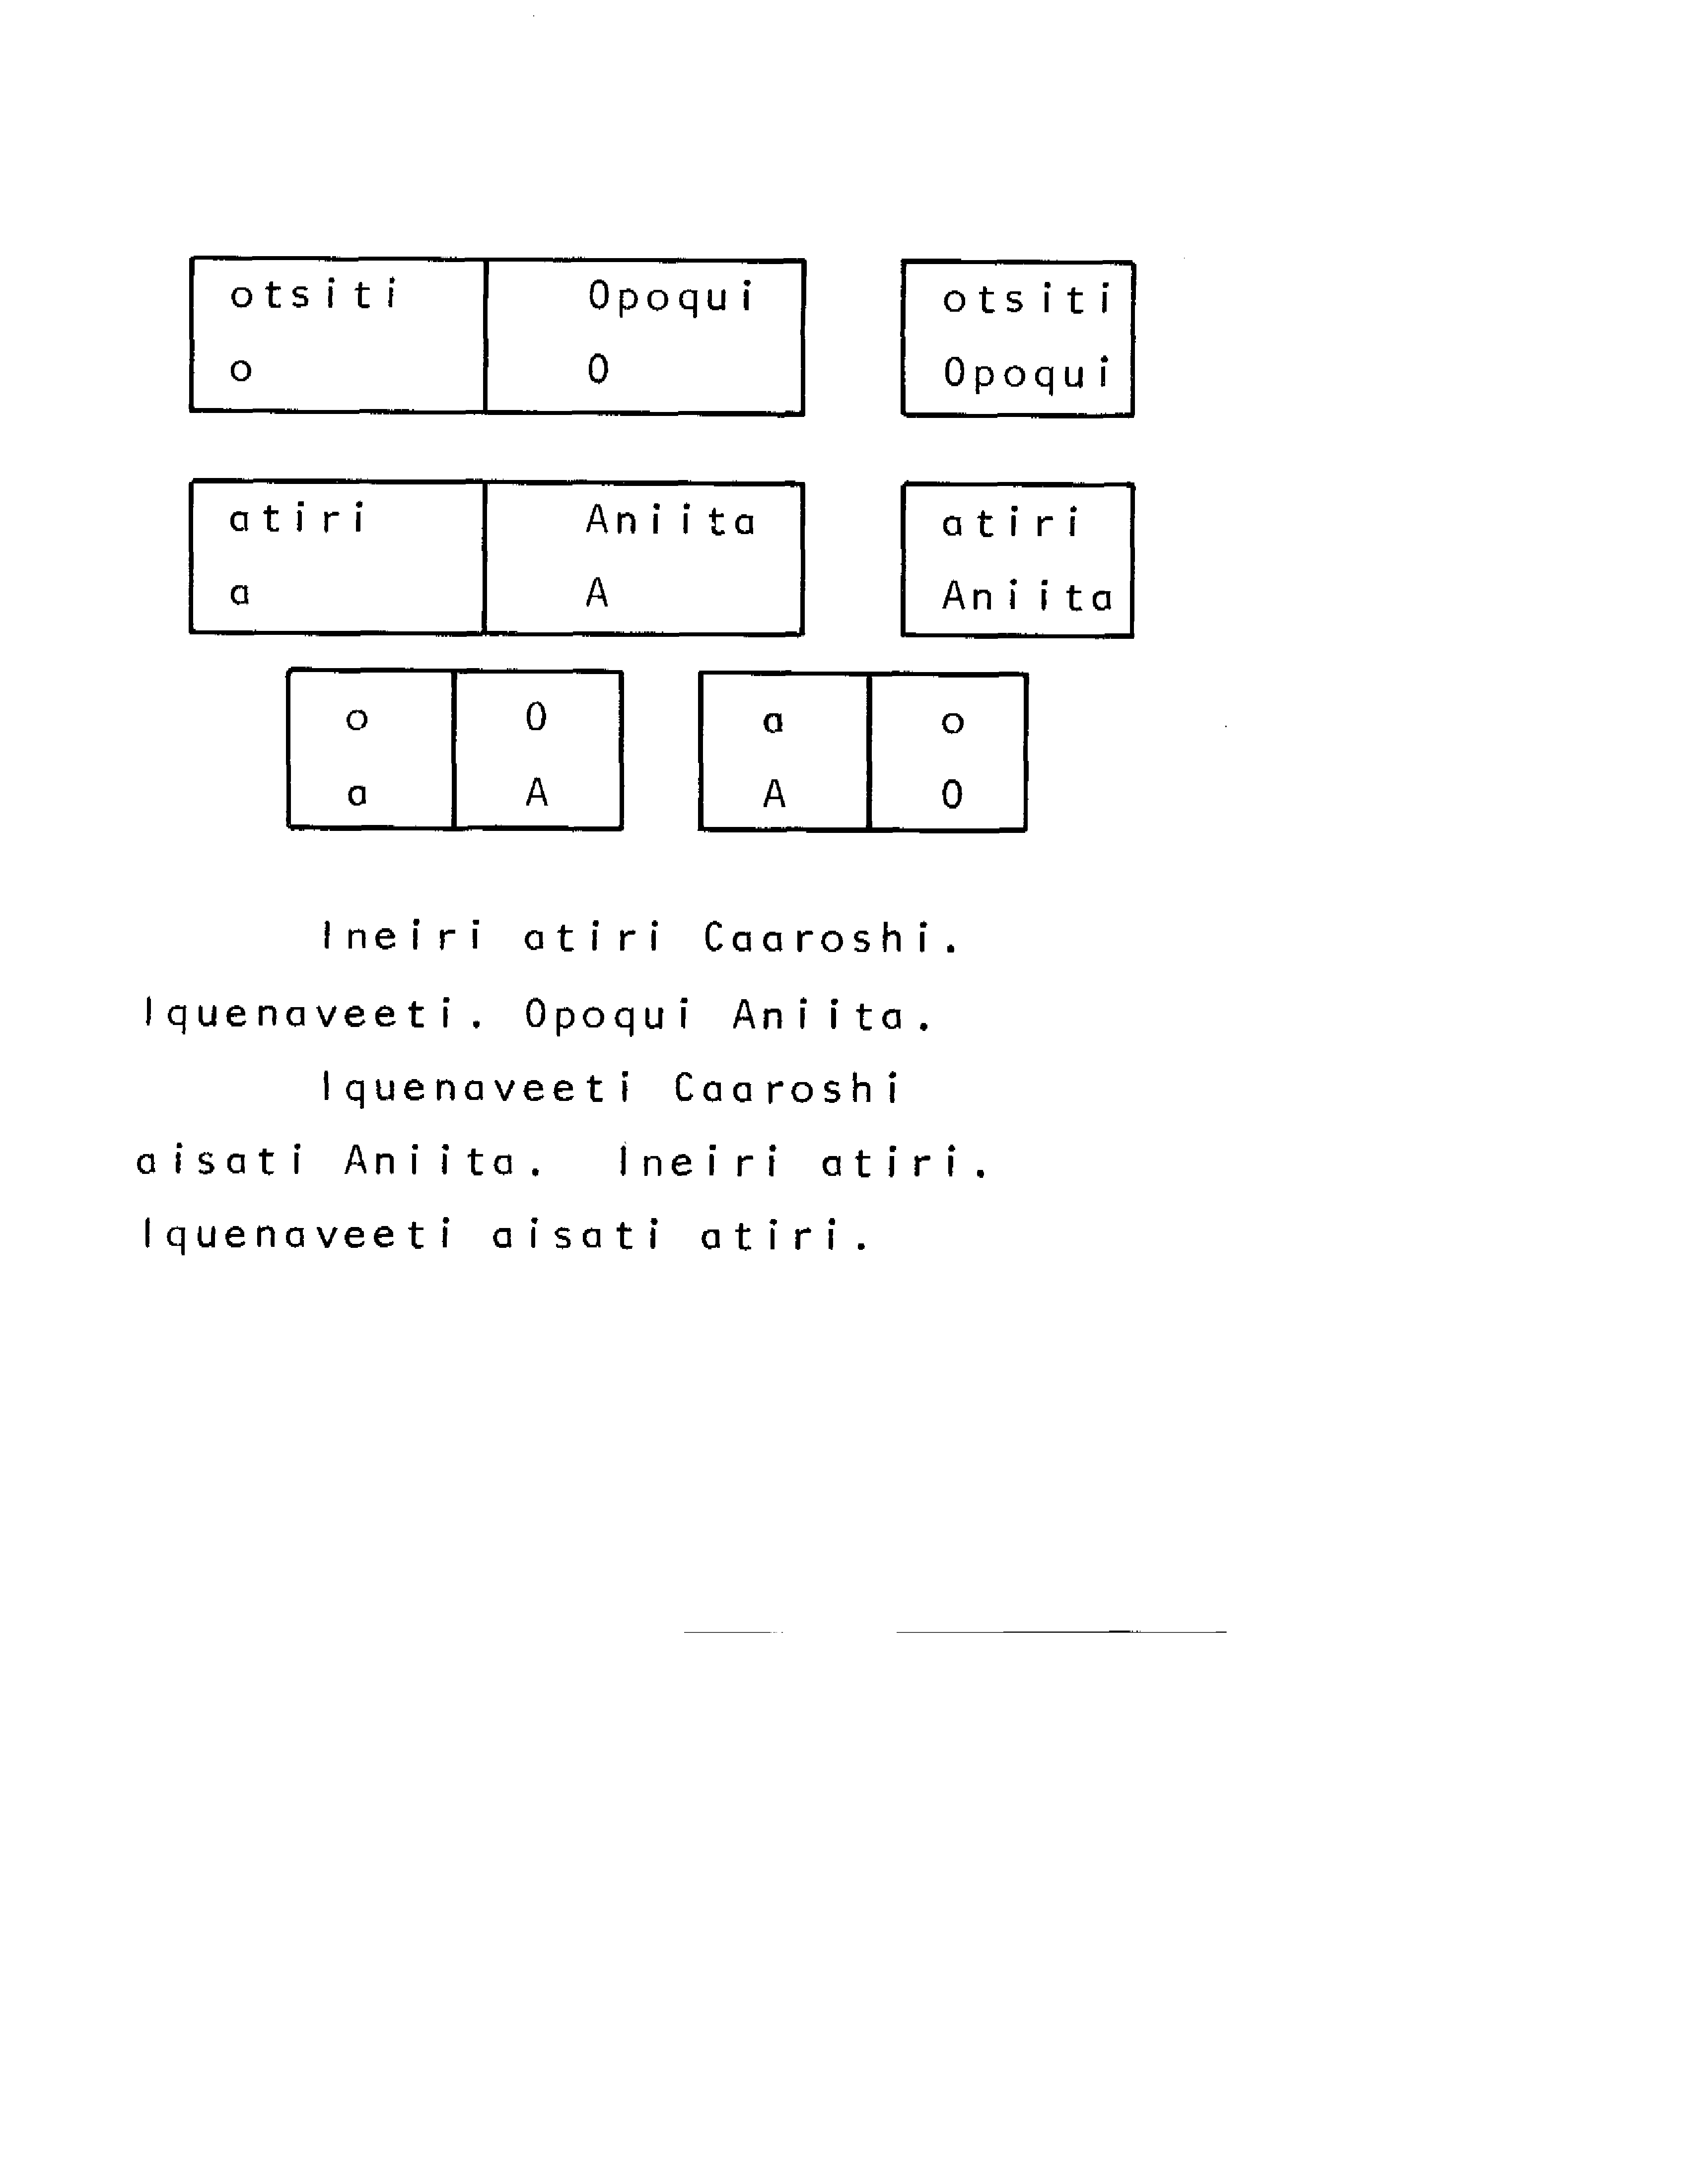 otsiti Opoqui otsiti
o O Opoqui
atiri Aniita atiri
a A Aniita
o O a o
a A A O
Ineiri atiri Caaroshi.
Iquenaveeti. Opoqui Aniita.
Iquenaveeti Caaroshi
aisati Aniita. Ineiri atiri.
Iquenaveeti aisati atiri.